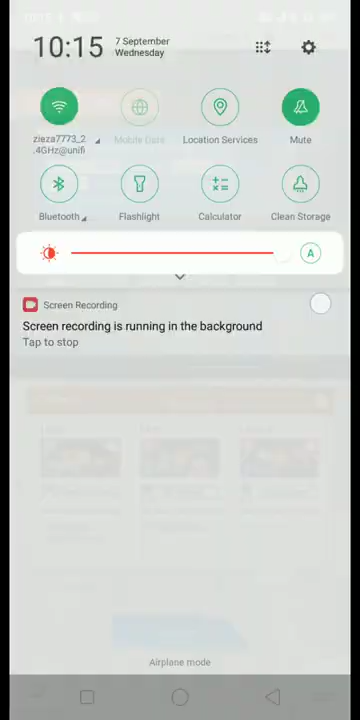 10:15
7 September
Wednesday
zieza7773_2
.4GHz@unifi
Mobile Data
Location Services
Mute
Bluetooth
Flashlight
Calculator
Clean Storage
A
Screen Recording
Screen recording is running in the background
Tap to stop
Airplane mode